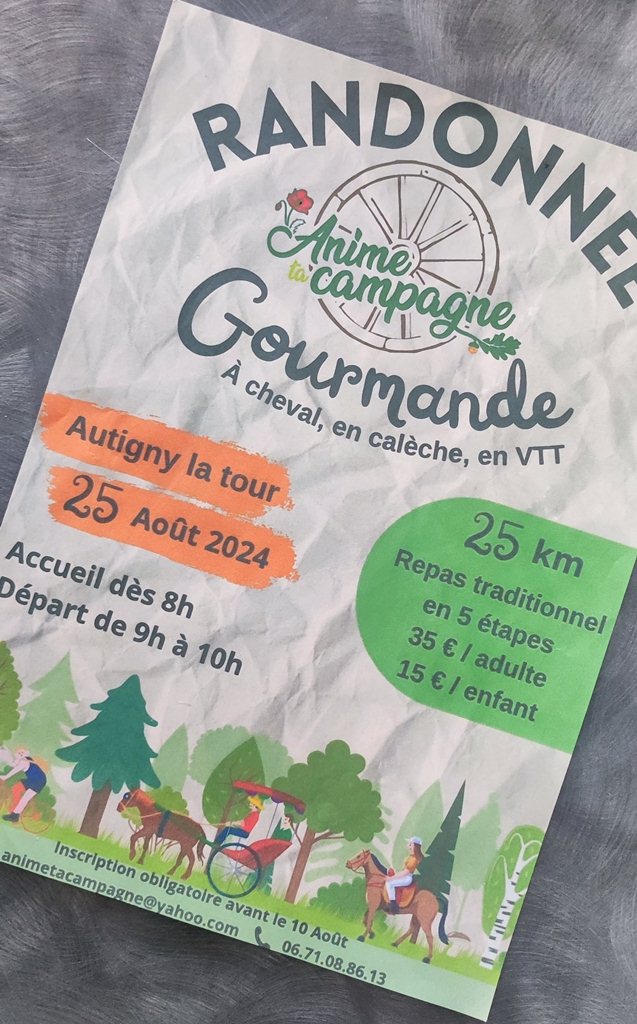 RANDONNEE
Anime
ta campagne
Gourmande
À cheval, en calèche, en VTT
Autigny la tour
25 Août 2024
Accueil dès 8h
Départ de 9h à 10h
25 km
Repas traditionnel
en 5 étapes
35 € / adulte
15 € / enfant
Inscription obligatoire avant le 10 Août
animetacampagne@yahoo.com
06.71.08.86.13